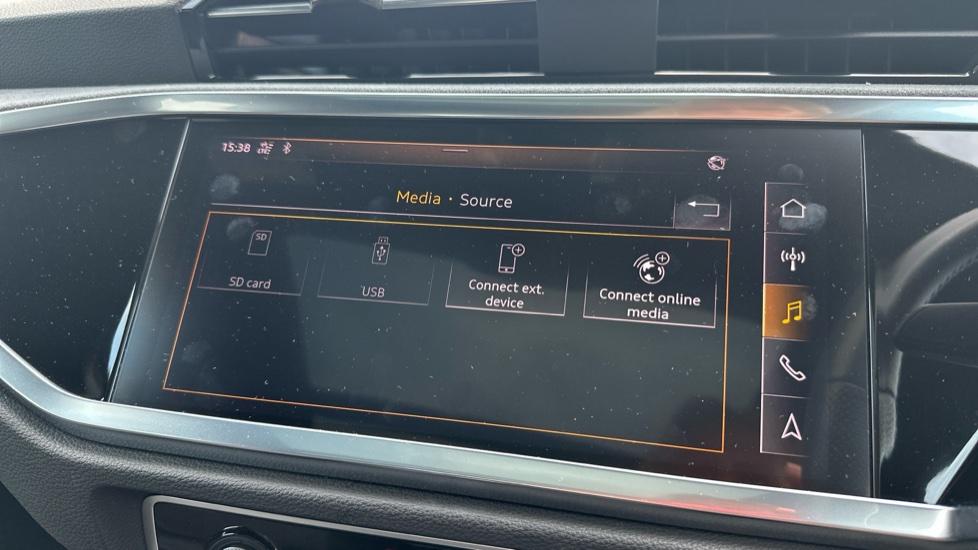 15:38
Media · Source
SD
SD card
USB
Connect ext.
device
Connect online
media